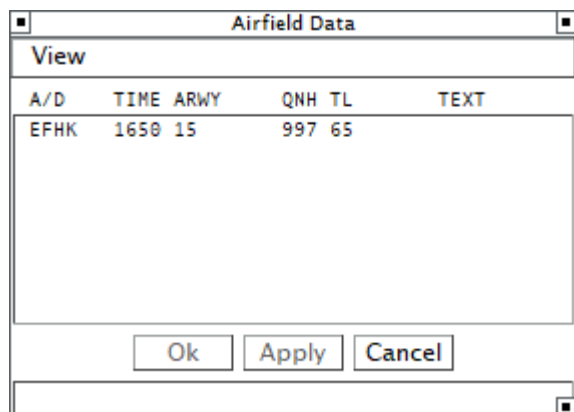 Airfield Data
View
A/D TIME ARWY QNH TL TEXT
EFHK 1650 15 997 65
Ok Apply Cancel